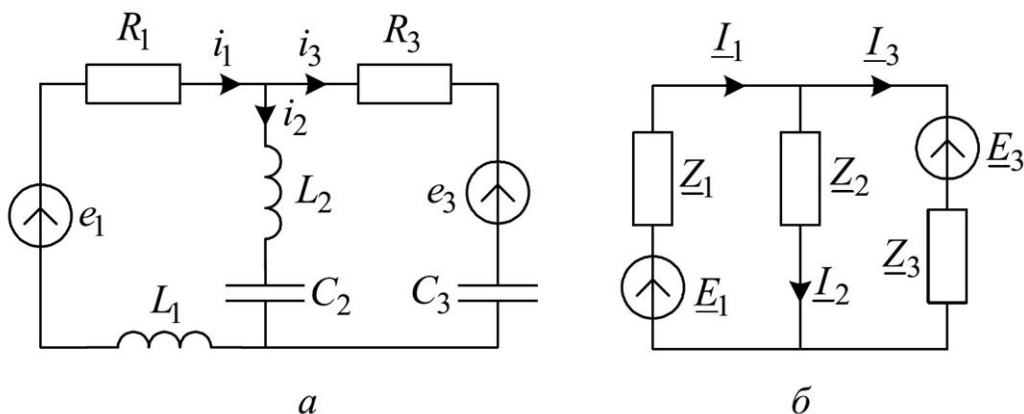 R1 i1 i3 R3
i2
e1 L2 e3
L1 C2 C3
а
I1 I3
Z1 Z2 E3
E1 I2 Z3
б